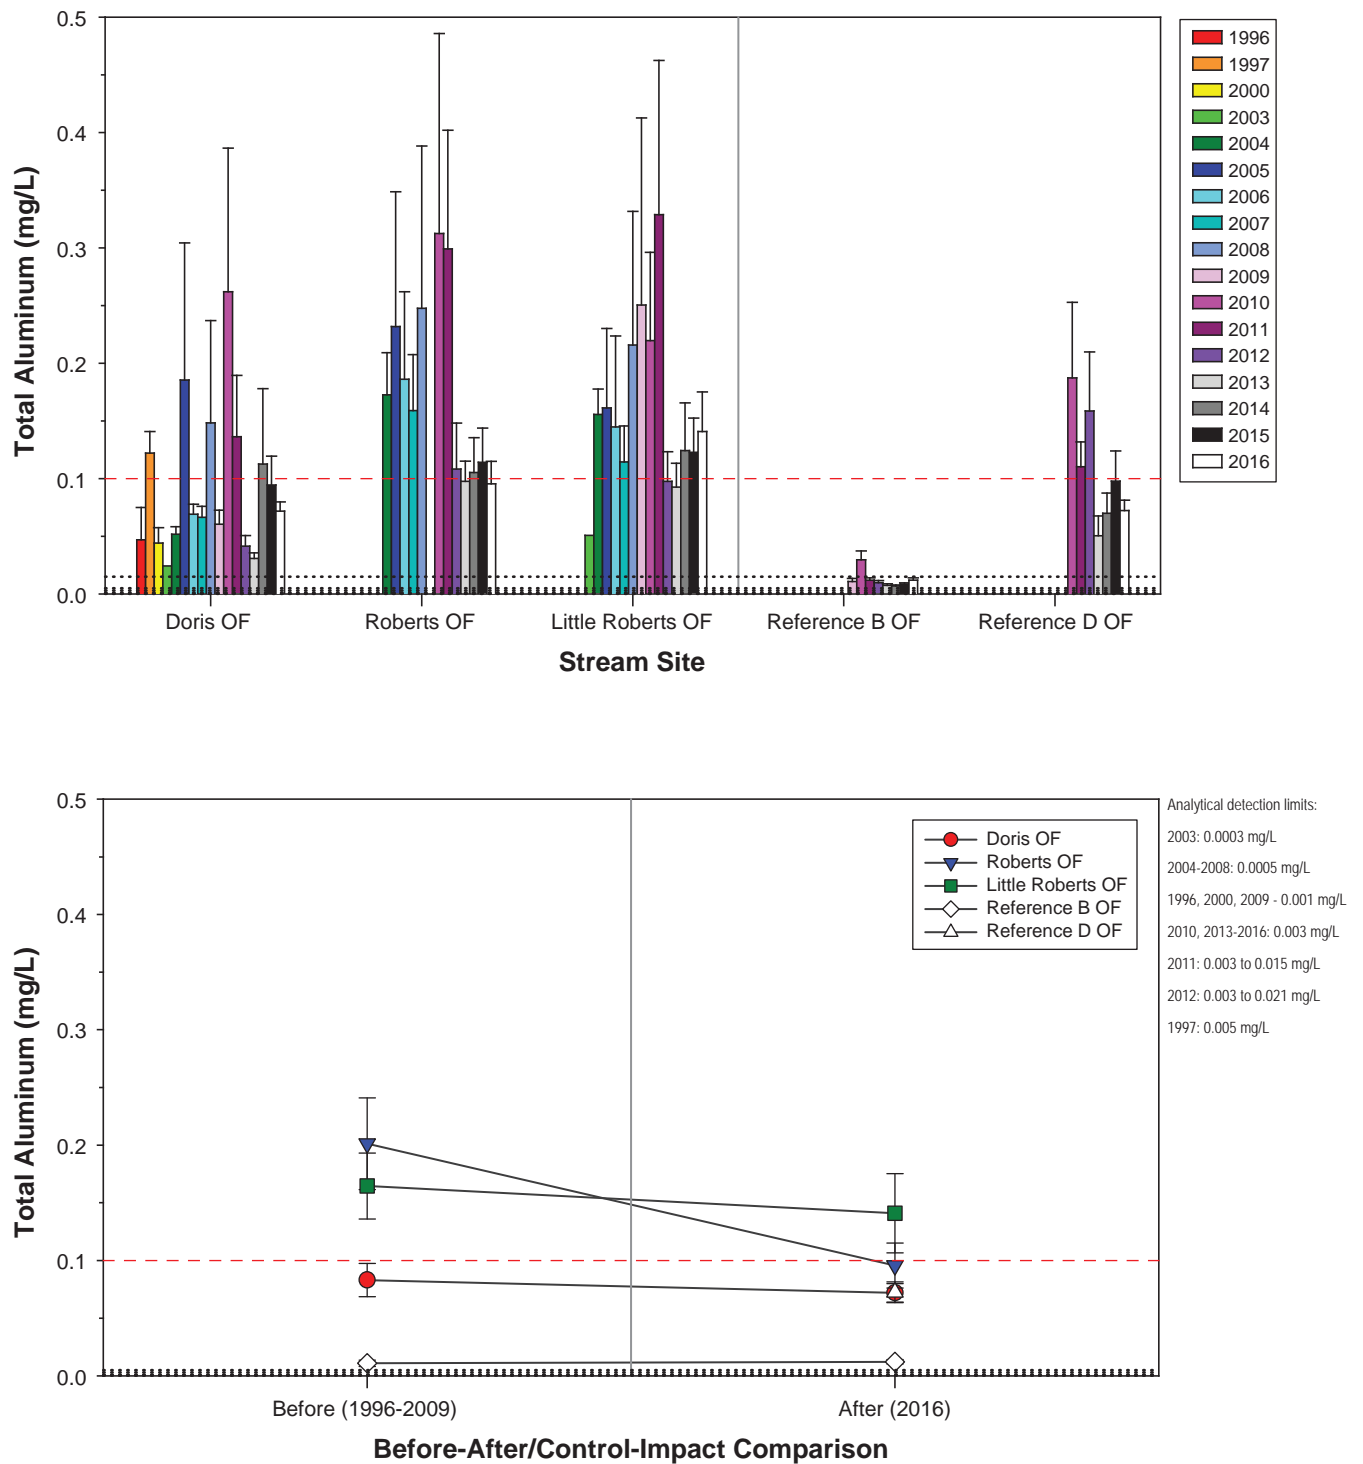 0.5
0.4
0.3
0.2
0.1
0.0
Total Aluminum (mg/L)
Doris OF
Roberts OF
Little Roberts OF
Reference B OF
Reference D OF
Stream Site
1996
1997
2000
2003
2004
2005
2006
2007
2008
2009
2010
2011
2012
2013
2014
2015
2016
0.5
0.4
0.3
0.2
0.1
0.0
Total Aluminum (mg/L)
Doris OF
Roberts OF
Little Roberts OF
Reference B OF
Reference D OF
Before (1996-2009)
After (2016)
Before-After/Control-Impact Comparison
Analytical detection limits:
2003: 0.0003 mg/L
2004-2008: 0.0005 mg/L
1996, 2000, 2009 - 0.001 mg/L
2010, 2013-2016: 0.003 mg/L
2011: 0.003 to 0.015 mg/L
2012: 0.003 to 0.021 mg/L
1997: 0.005 mg/L